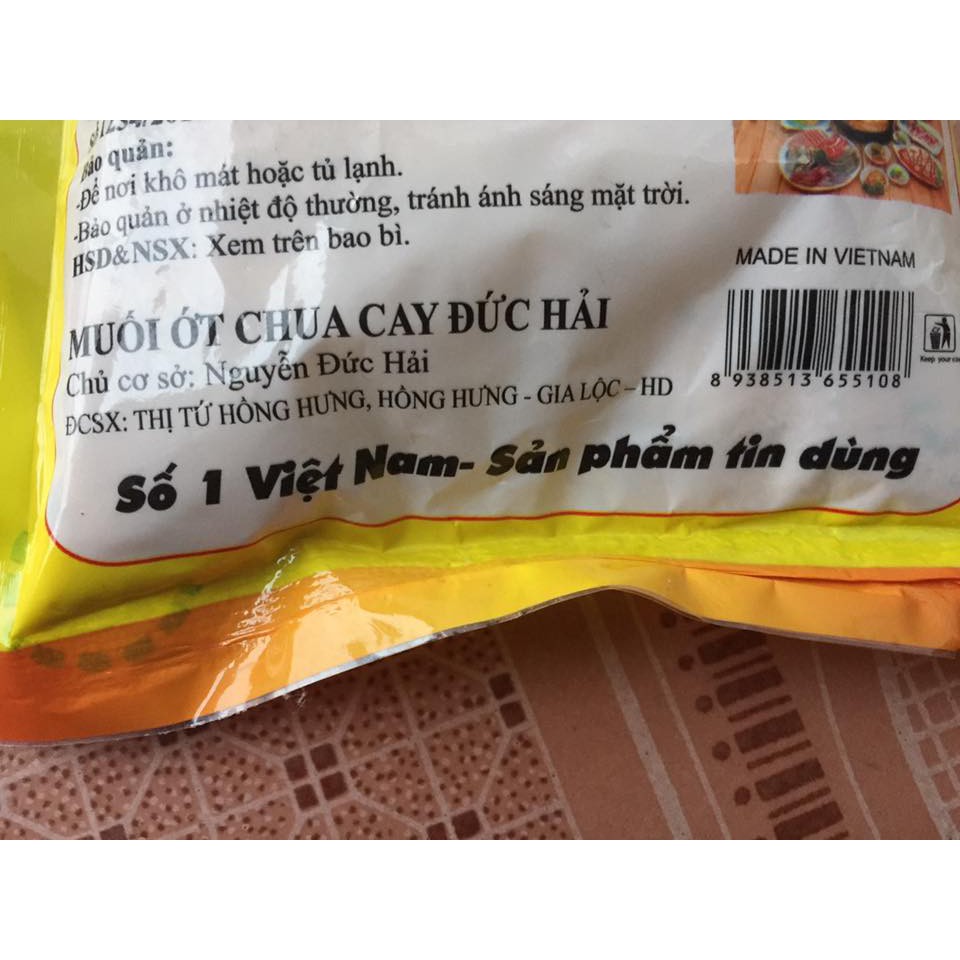 Bảo quản:
-Để nơi khô mát hoặc tủ lạnh.
-Bảo quản ở nhiệt độ thường, tránh ánh sáng mặt trời.
HSD&NSX: Xem trên bao bì.
MADE IN VIETNAM
MUỐI ỚT CHUA CAY ĐỨC HẢI
Chủ cơ sở: Nguyễn Đức Hải
8 938513 655108
Keep your
ĐCSX: THỊ TỨ HỒNG HƯNG, HỒNG HƯNG - GIA LỘC – HD
Số 1 Việt Nam- Sản phẩm tin dùng